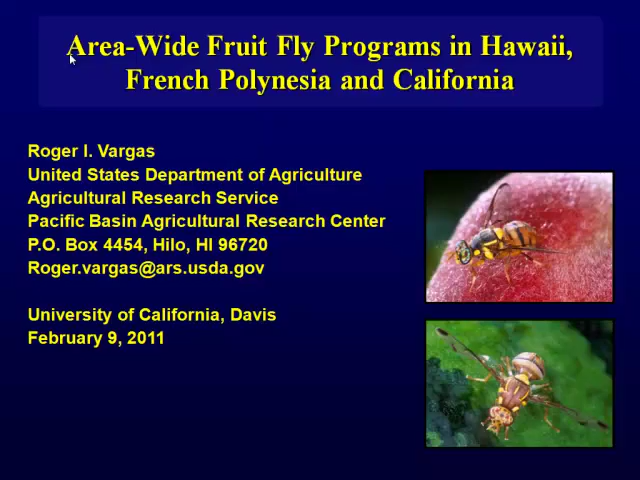 Area-Wide Fruit Fly Programs in Hawaii,
French Polynesia and California
Roger I. Vargas
United States Department of Agriculture
Agricultural Research Service
Pacific Basin Agricultural Research Center
P.O. Box 4454, Hilo, HI 96720
Roger.vargas@ars.usda.gov
University of California, Davis
February 9, 2011